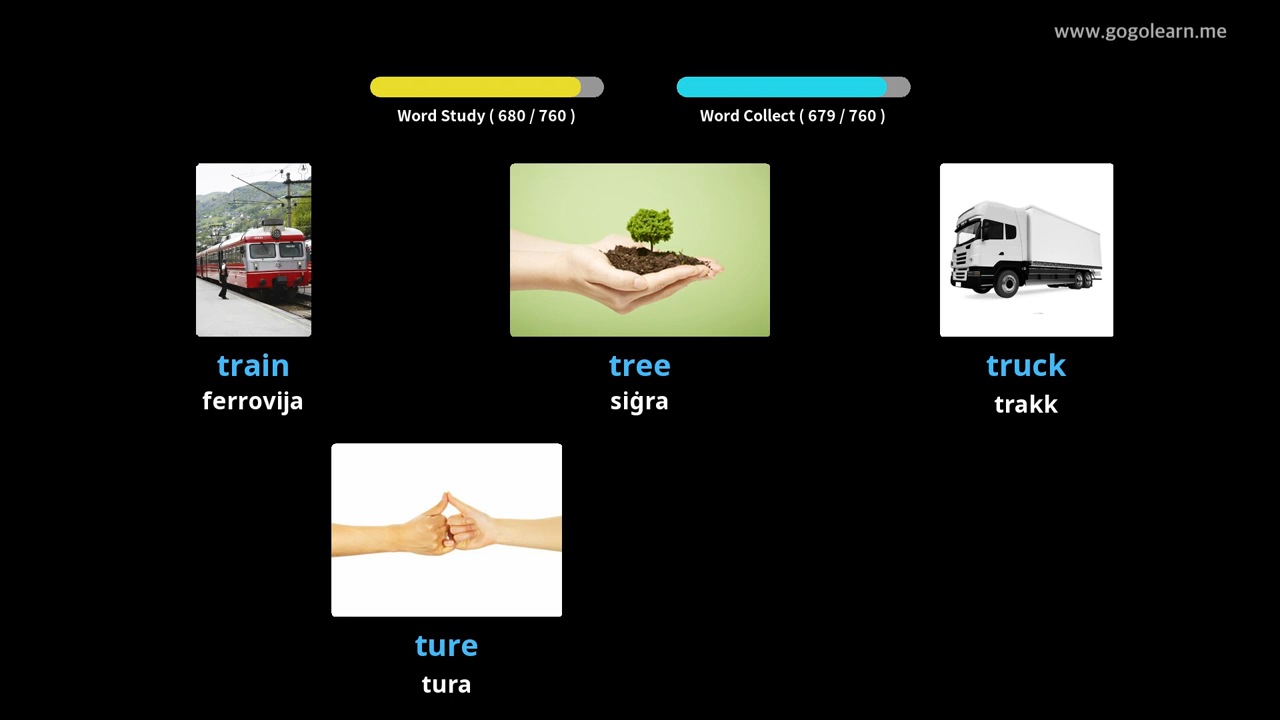 www.gogolearn.me
Word Study ( 680 / 760 )
Word Collect ( 679 / 760 )
train
ferrovija
tree
siġra
truck
trakk
ture
tura